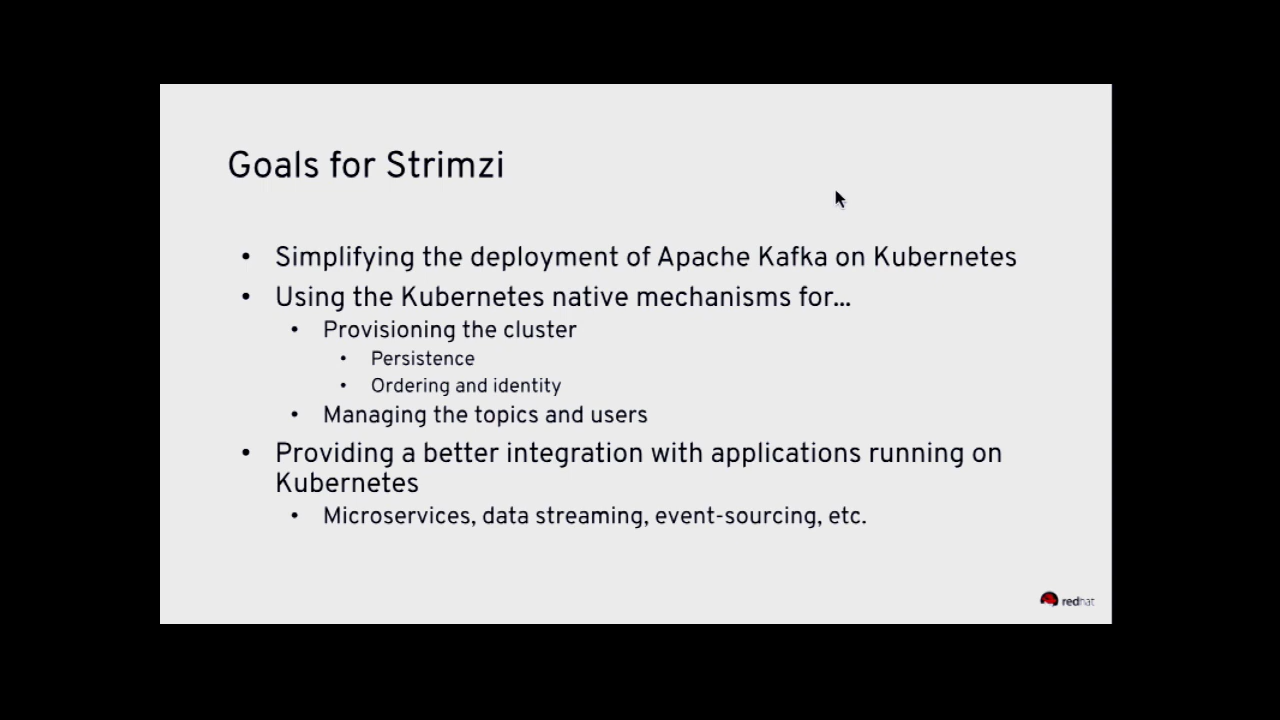 Goals for Strimzi
• Simplifying the deployment of Apache Kafka on Kubernetes
• Using the Kubernetes native mechanisms for...
• Provisioning the cluster
• Persistence
• Ordering and identity
• Managing the topics and users
• Providing a better integration with applications running on
Kubernetes
• Microservices, data streaming, event-sourcing, etc.
redhat